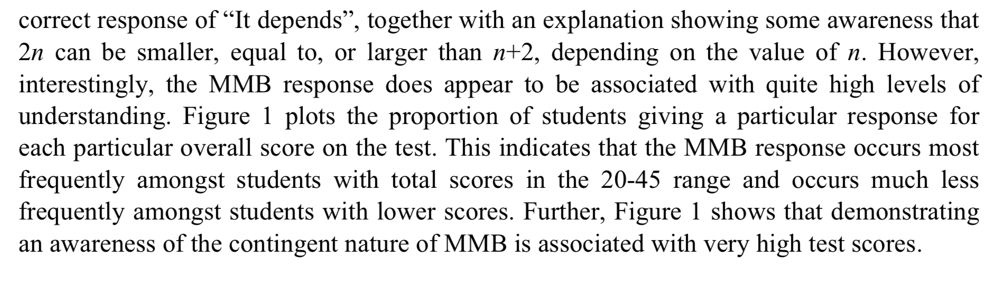 correct response of “It depends”, together with an explanation showing some awareness that
2n can be smaller, equal to, or larger than n+2, depending on the value of n. However,
interestingly, the MMB response does appear to be associated with quite high levels of
understanding. Figure 1 plots the proportion of students giving a particular response for
each particular overall score on the test. This indicates that the MMB response occurs most
frequently amongst students with total scores in the 20-45 range and occurs much less
frequently amongst students with lower scores. Further, Figure 1 shows that demonstrating
an awareness of the contingent nature of MMB is associated with very high test scores.